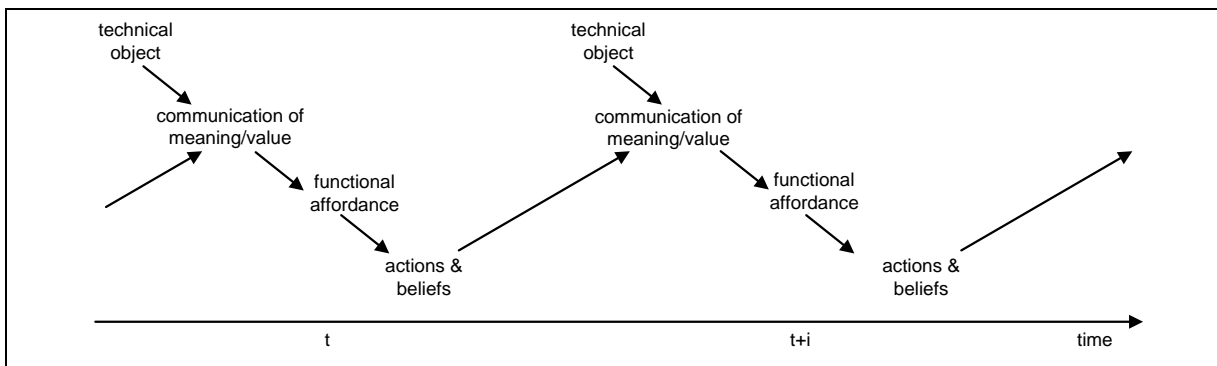 technical
object
communication of
meaning/value
functional
affordance
actions &
beliefs
technical
object
communication of
meaning/value
functional
affordance
actions &
beliefs
t
t+i
time